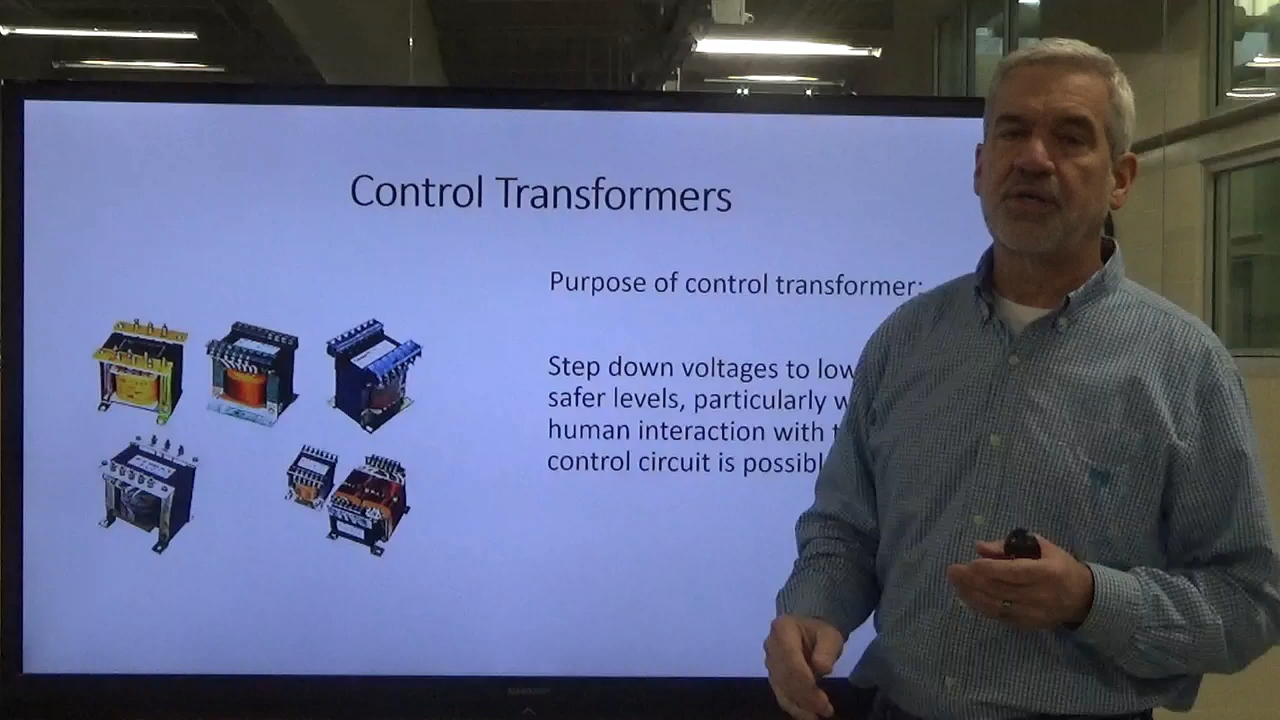 Control Transformers
Purpose of control transformer:
Step down voltages to low
safer levels, particularly w
human interaction with t
control circuit is possibl